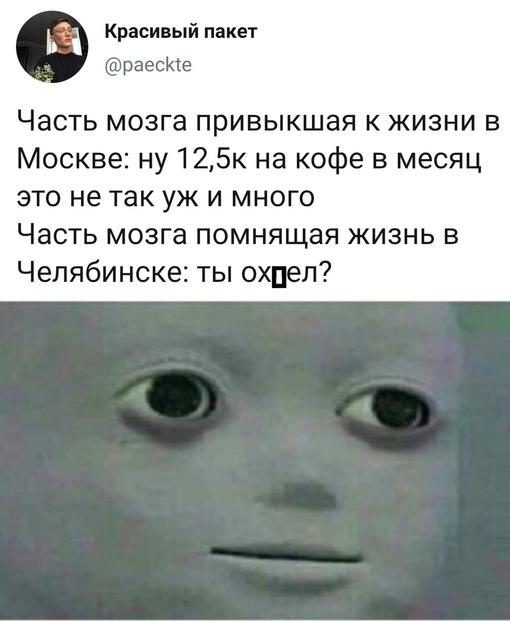 Красивый пакет
@paeckte
Часть мозга привыкшая к жизни в
Москве: ну 12,5к на кофе в месяц
это не так уж и много
Часть мозга помнящая жизнь в
Челябинске: ты ох▯ел?